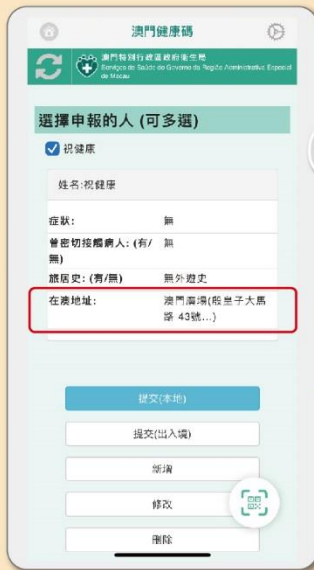 澳門健康碼
澳門特別行政區政府衛生局
Serviços de Saúde do Governo da Região Administrativa Especial
de Macau
選擇申報的人 (可多選)
祝健康
姓名:祝健康
症狀: 無
曾密切接觸病人: (有/ 無
無)
旅居史: (有/無) 無外遊史
在澳地址: 澳門廣場(殷皇子大馬
路 43號...)
提交(本地)
提交(出入境)
新增
修改
刪除